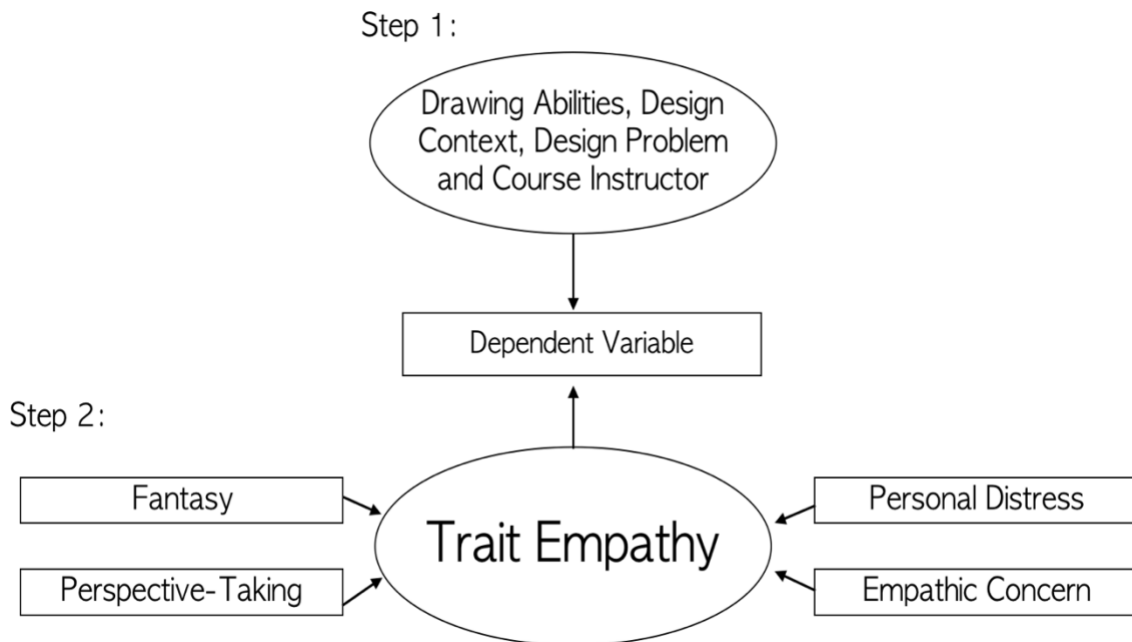 Step 1:
Drawing Abilities, Design
Context, Design Problem
and Course Instructor
Dependent Variable
Step 2:
Fantasy
Perspective-Taking
Trait Empathy
Personal Distress
Empathic Concern